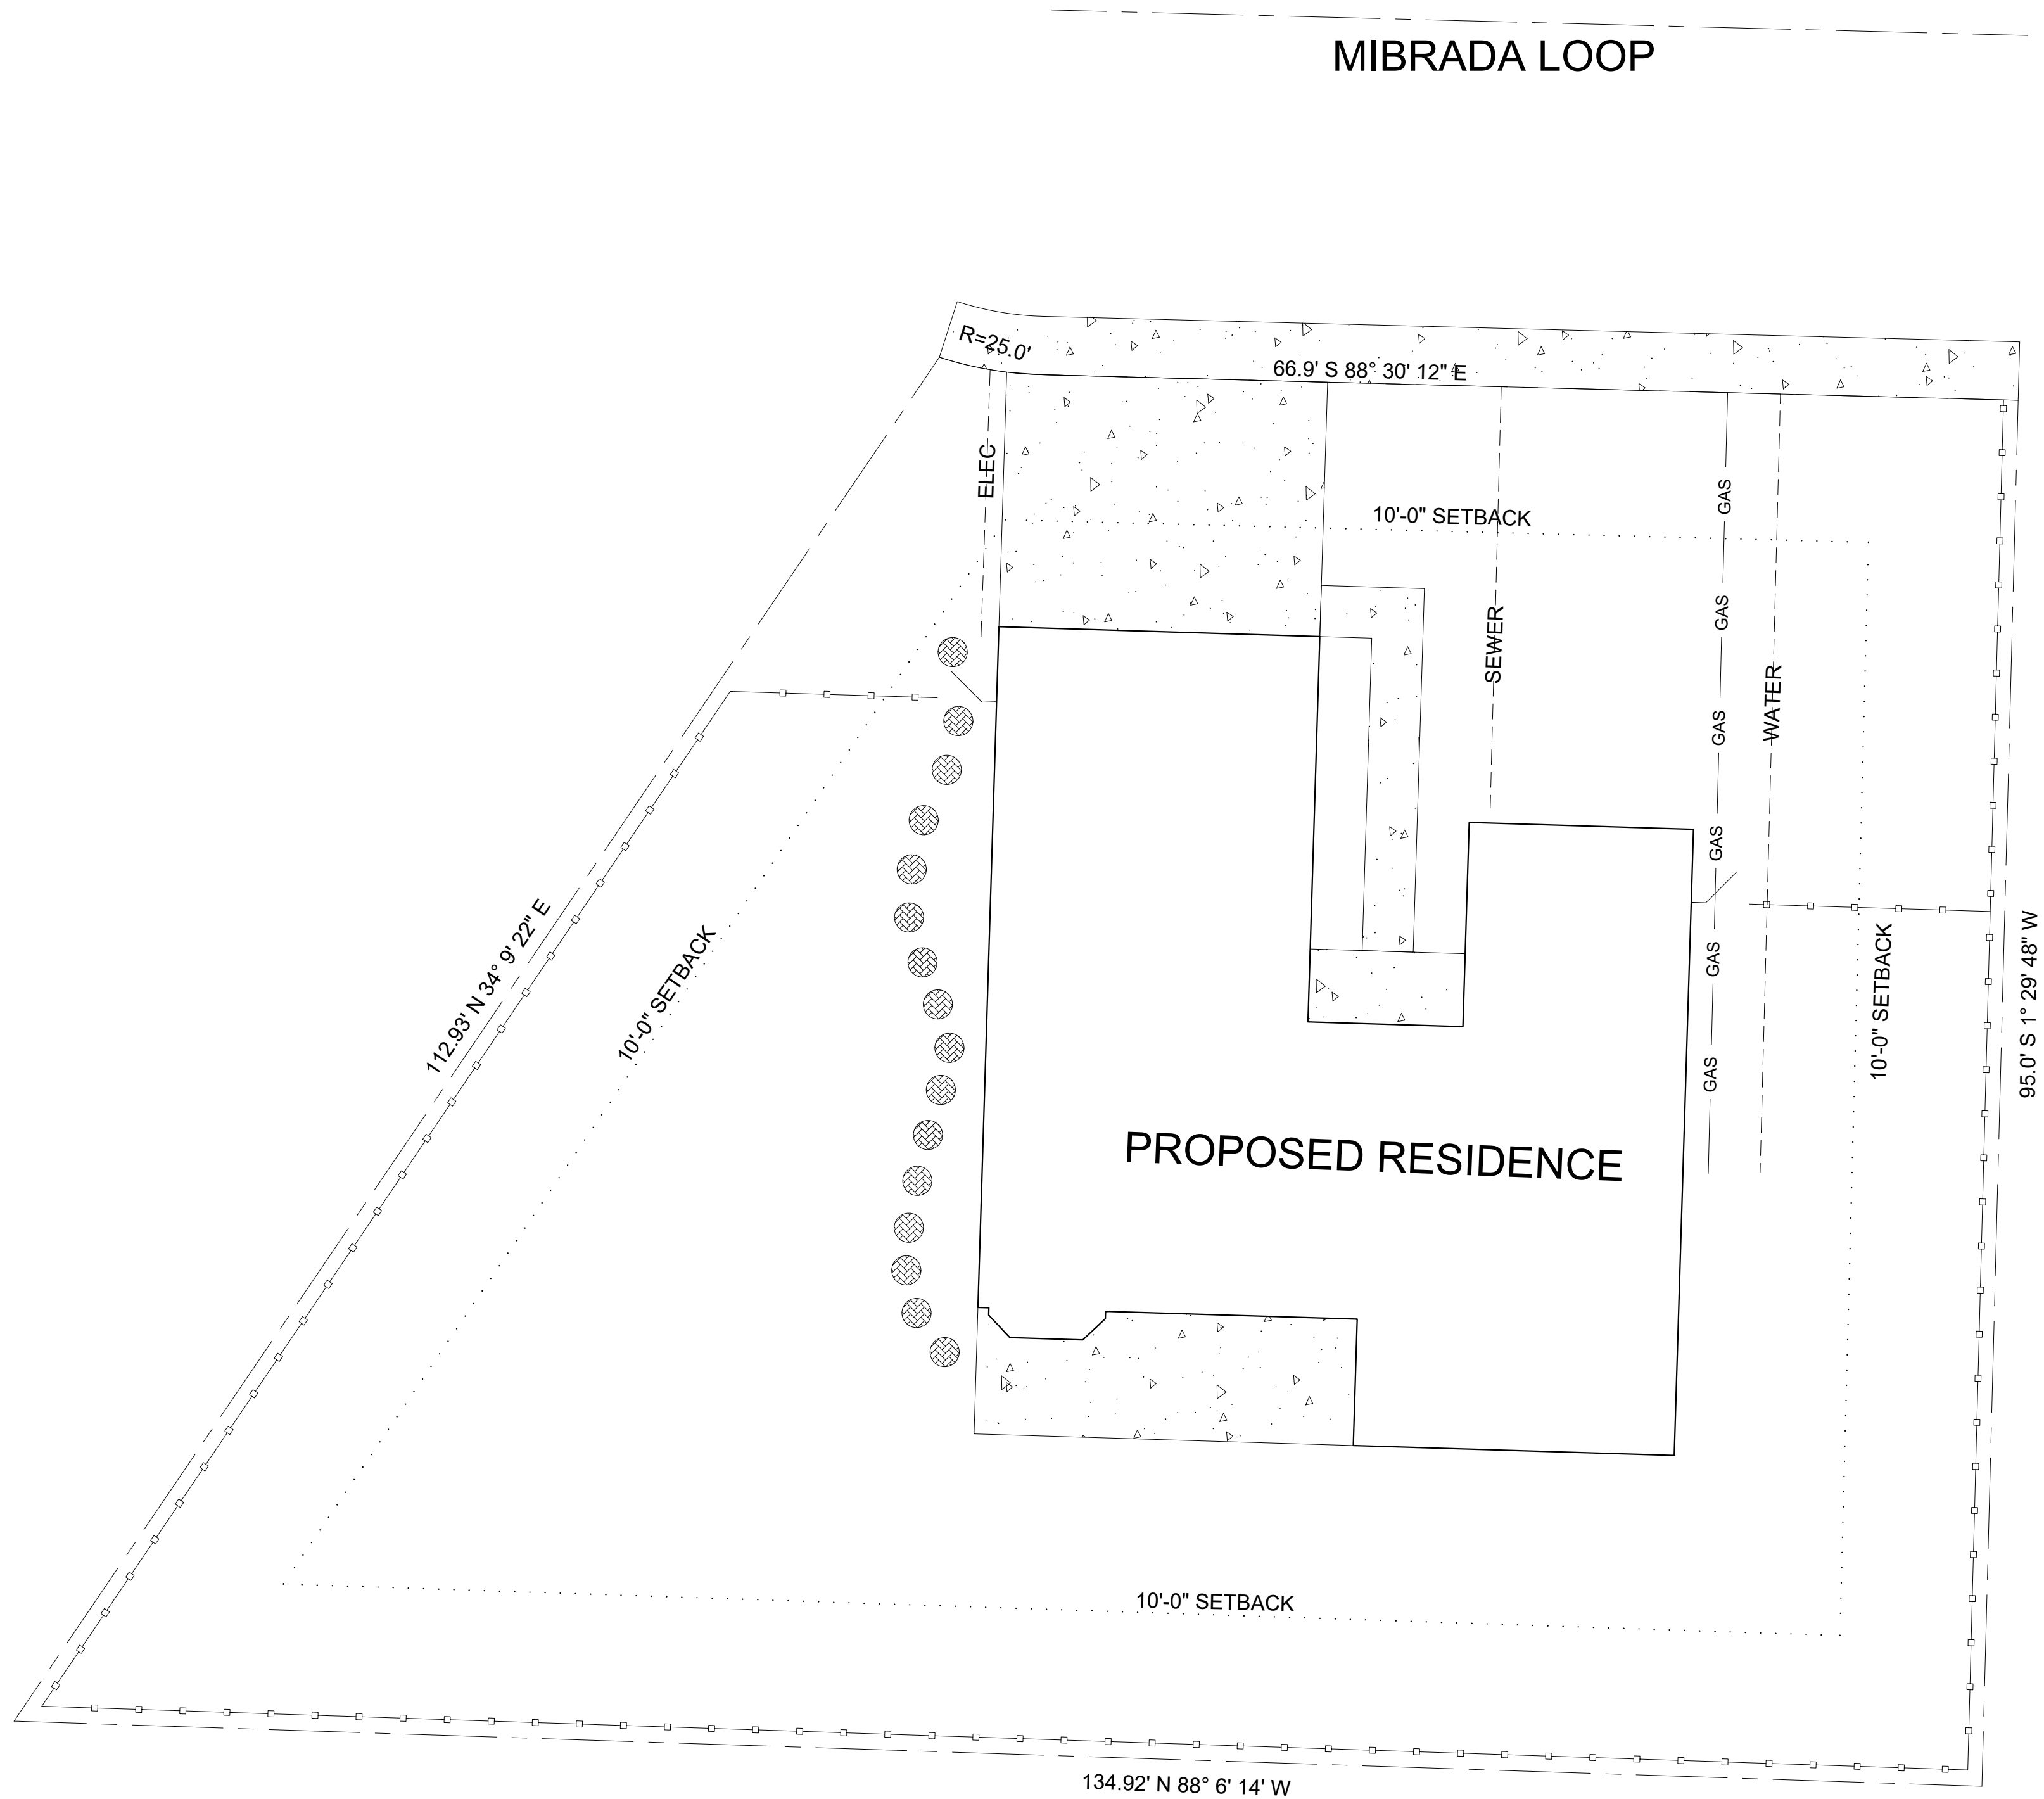 MIBRADA LOOP
R=25.0'
66.9' S 88° 30' 12" E
ELEC
10'-0" SETBACK
GAS
GAS
SEWER
WATER
GAS
GAS
112.93' N 34° 9' 22" E
10'-0" SETBACK
GAS
10'-0" SETBACK
95.0' S 1° 29' 48" W
GAS
PROPOSED RESIDENCE
10'-0" SETBACK
134.92' N 88° 6' 14' W